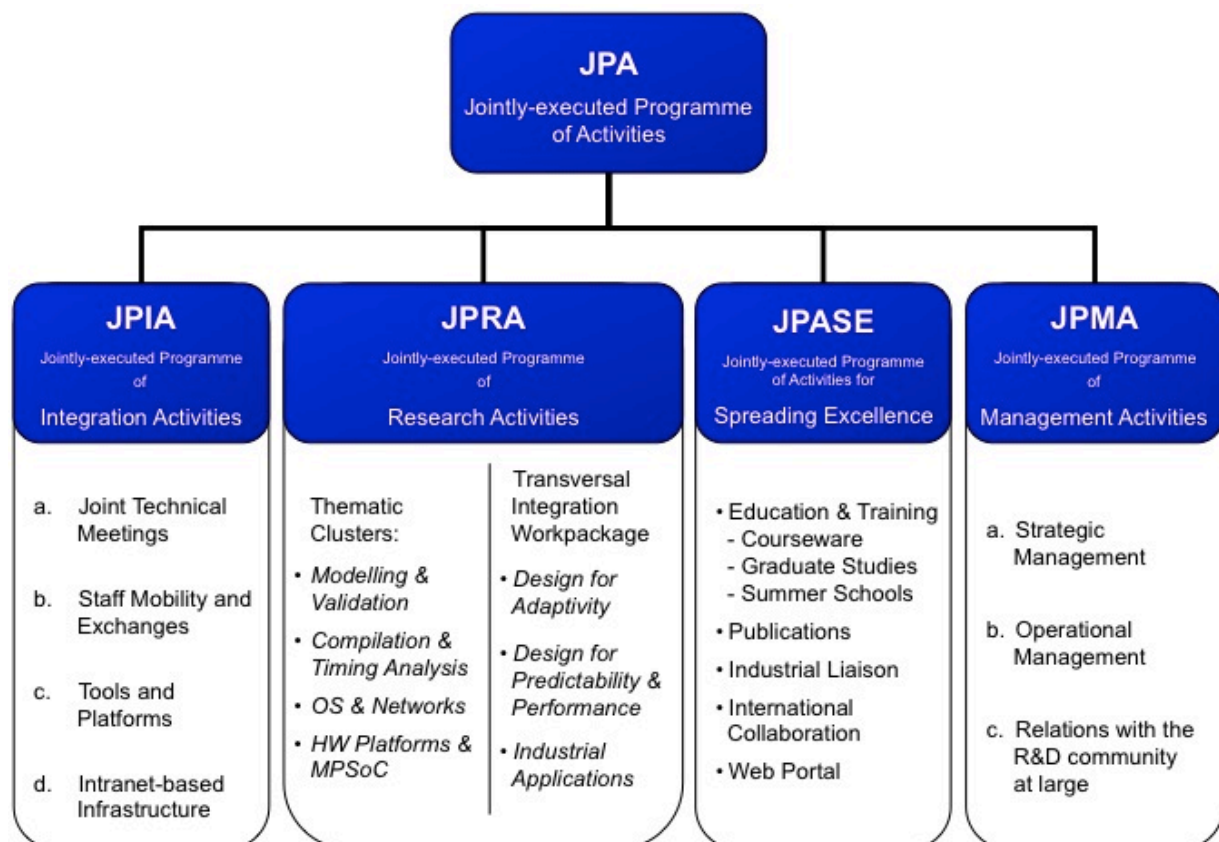 JPA
Jointly-executed Programme
of Activities
JPIA
Jointly-executed Programme
of
Integration Activities
a. Joint Technical
Meetings
b. Staff Mobility and
Exchanges
c. Tools and
Platforms
d. Intranet-based
Infrastructure
JPRA
Jointly-executed Programme
of
Research Activities
Thematic
Clusters:
• Modelling &
Validation
• Compilation &
Timing Analysis
• OS & Networks
• HW Platforms &
MPSoC
Transversal
Integration
Workpackage
• Design for
Adaptivity
• Design for
Predictability &
Performance
• Industrial
Applications
JPASE
Jointly-executed Programme
of Activities for
Spreading Excellence
• Education & Training
- Courseware
- Graduate Studies
- Summer Schools
• Publications
• Industrial Liaison
• International
Collaboration
• Web Portal
JPMA
Jointly-executed Programme
of
Management Activities
a. Strategic
Management
b. Operational
Management
c. Relations with the
R&D community
at large